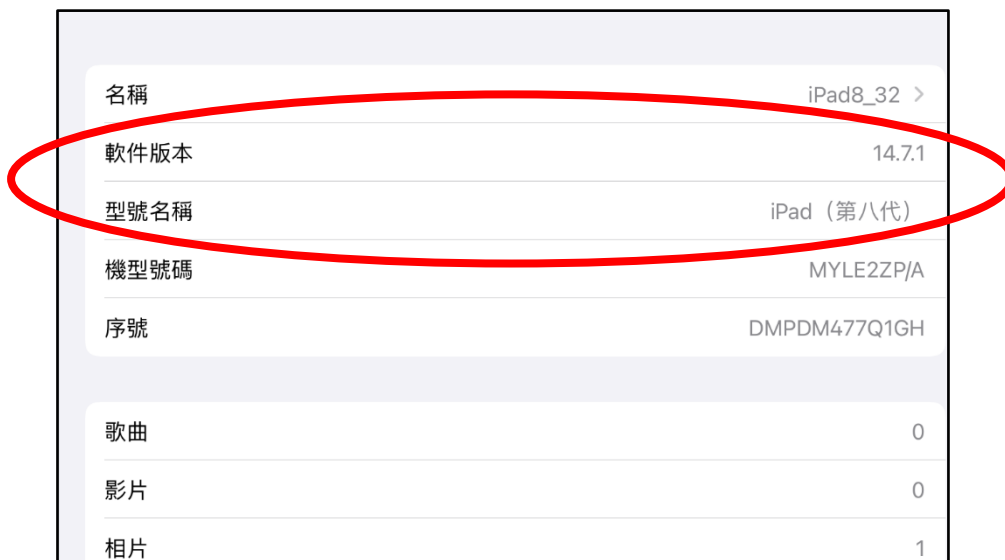 名稱 iPad8_32 >
軟件版本 14.7.1
型號名稱 iPad（第八代）
機型號碼 MYLE2ZP/A
序號 DMPDM477Q1GH
歌曲 0
影片 0
相片 1